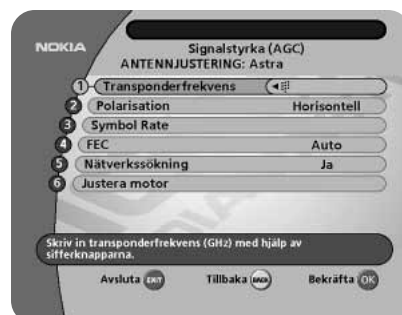 NOKIA
Signalstyrka (AGC)
ANTENNJUSTERING: Astra
1 Transponderfrekvens
2 Polarisation Horisontell
3 Symbol Rate
4 FEC Auto
5 Nätverkssökning Ja
6 Justera motor
Skriv in transponderfrekvens (GHz) med hjälp av
sifferknapparna.
Avsluta EXIT Tillbaka BACK Bekräfta OK